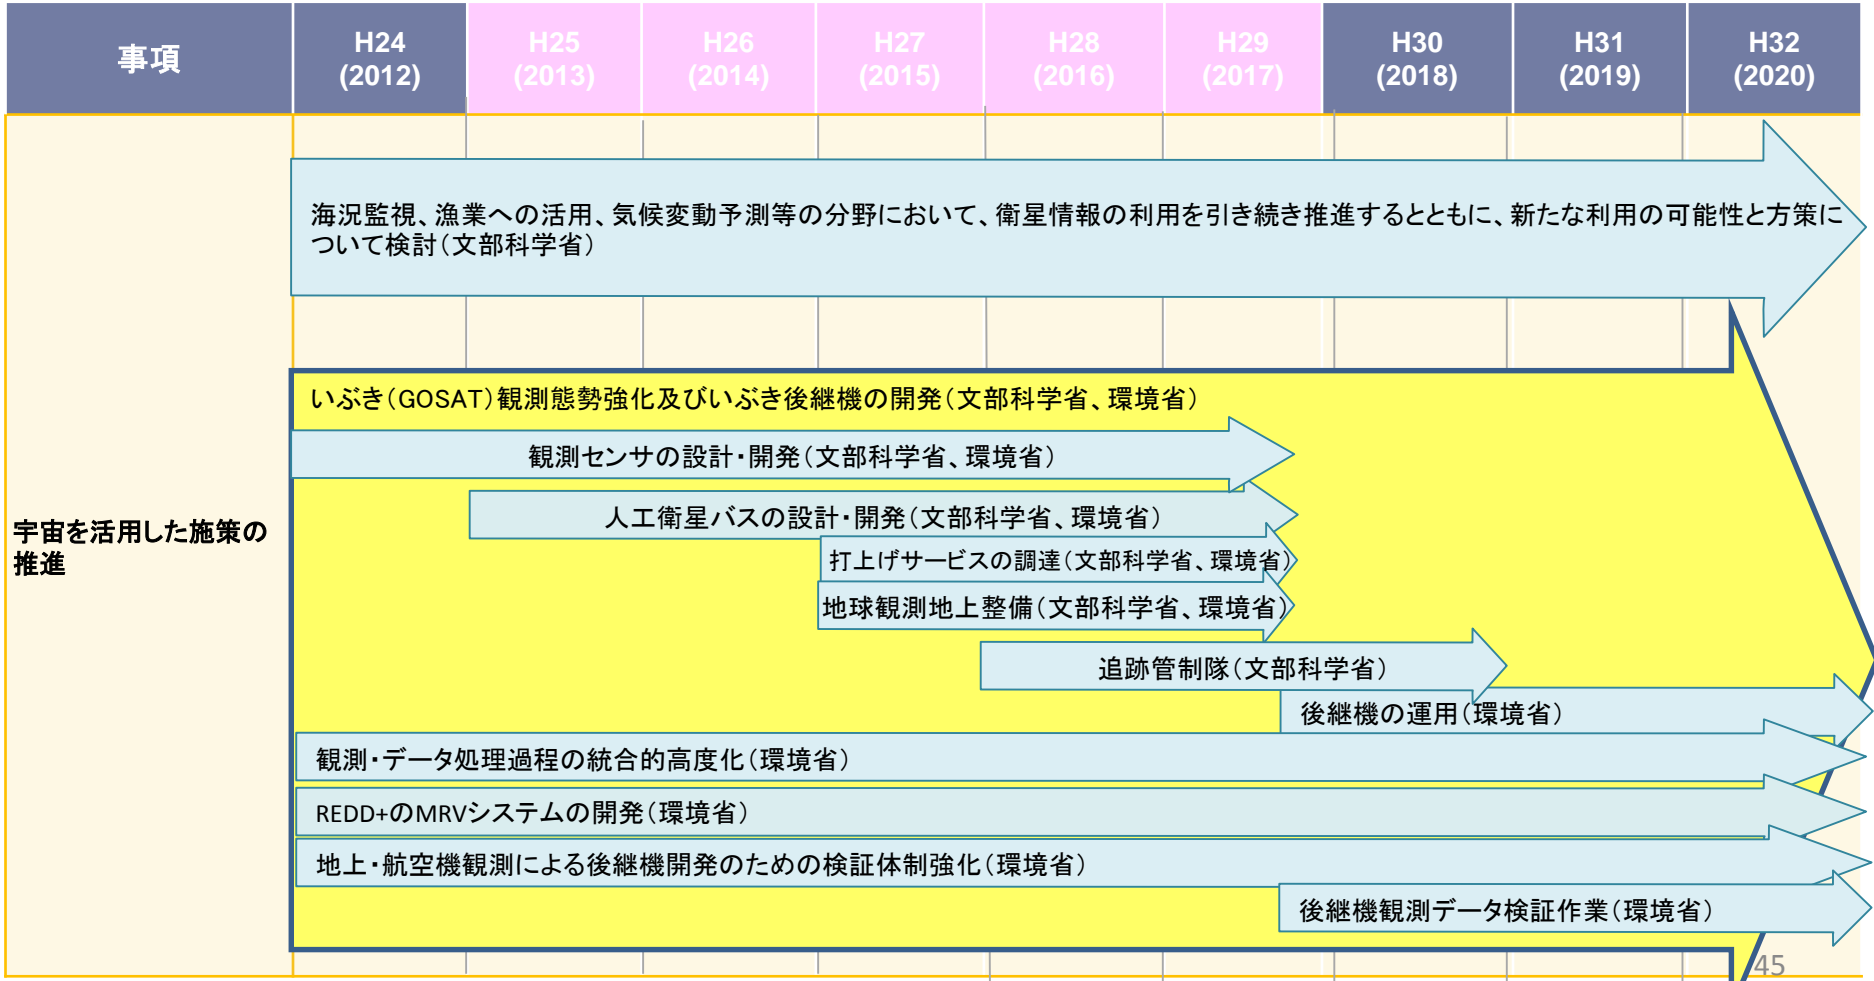 事項
H24
(2012)
H25
(2013)
H26
(2014)
H27
(2015)
H28
(2016)
H29
(2017)
H30
(2018)
H31
(2019)
H32
(2020)
海況監視、漁業への活用、気候変動予測等の分野において、衛星情報の利用を引き続き推進するとともに、新たな利用の可能性と方策に
ついて検討（文部科学省）
宇宙を活用した施策の
推進
いぶき（GOSAT）観測態勢強化及びいぶき後継機の開発（文部科学省、環境省）
観測センサの設計・開発（文部科学省、環境省）
人工衛星バスの設計・開発（文部科学省、環境省）
打上げサービスの調達（文部科学省、環境省）
地球観測地上整備（文部科学省、環境省）
追跡管制隊（文部科学省）
後継機の運用（環境省）
観測・データ処理過程の統合的高度化（環境省）
REDD+のMRVシステムの開発（環境省）
地上・航空機観測による後継機開発のための検証体制強化（環境省）
後継機観測データ検証作業（環境省）
45